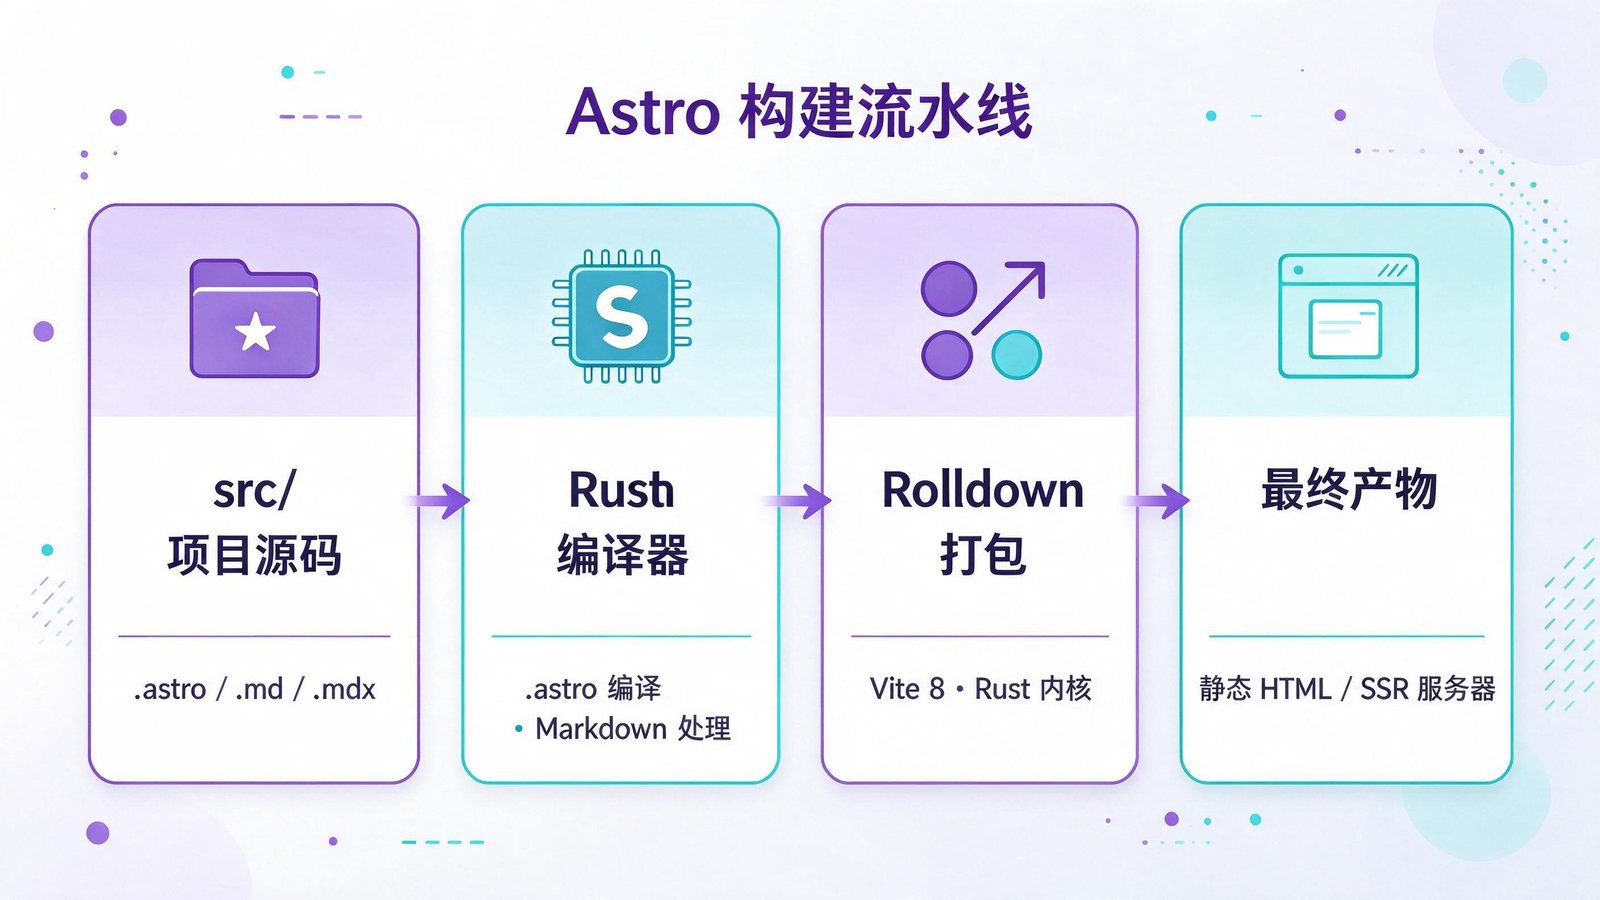 Astro 构建流水线
S
src/
项目源码
.astro / .md / .mdx
Rust
编译器
.astro 编译
• Markdown 处理
Rolldown
打包
Vite 8 • Rust 内核
最终产物
静态 HTML / SSR 服务器